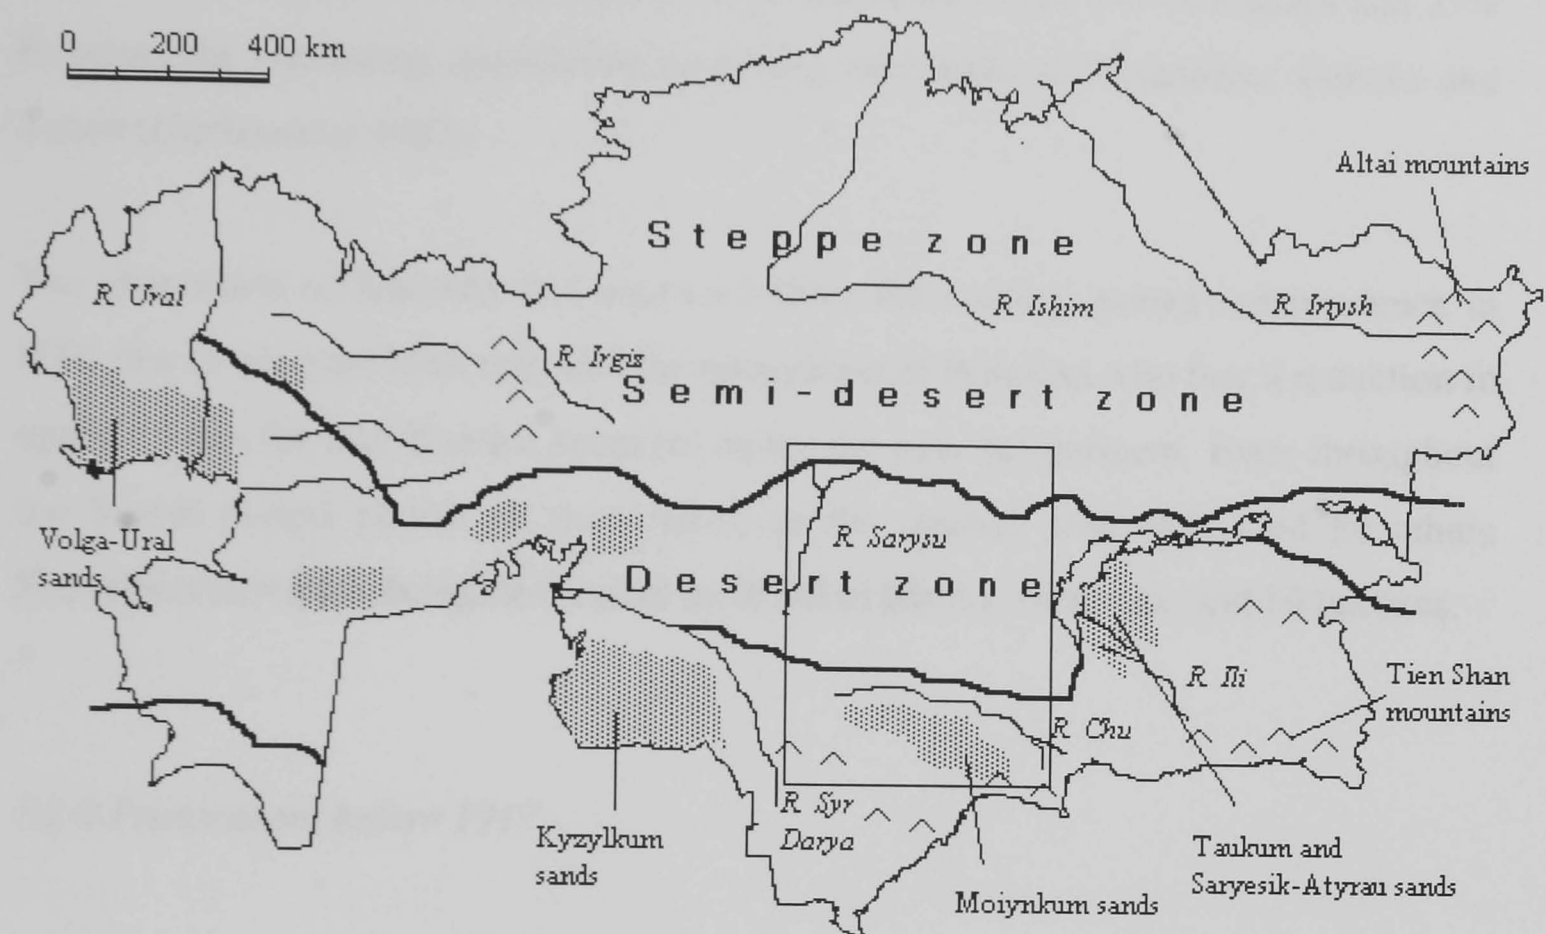 0 200 400 km
Altai mountains
Steppe zone
R. Ural
R. Ishim
R. Irtysh
R. Irgis
Semi-desert zone
Volga-Ural
sands
R. Sarysu
Desert zone
R. Ili
Tien Shan
mountains
R. Chu
R. Syr
Darya
Kyzylkum
sands
Taukum and
Saryesik-Atyrau sands
Moiynkum sands